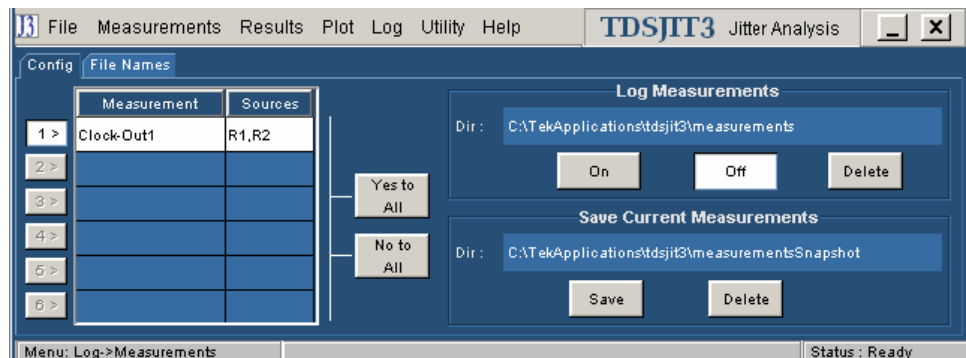 J3 File Measurements Results Plot Log Utility Help TDSJIT3 Jitter Analysis _ X
Config File Names
Measurement Sources
1 > Clock-Out1 R1,R2
2 >
3 >
4 >
5 >
6 >
Yes to All
No to All
Log Measurements
Dir : C:\TekApplications\tdsjit3\measurements
On Off Delete
Save Current Measurements
Dir : C:\TekApplications\tdsjit3\measurementsSnapshot
Save Delete
Menu: Log->Measurements Status : Ready